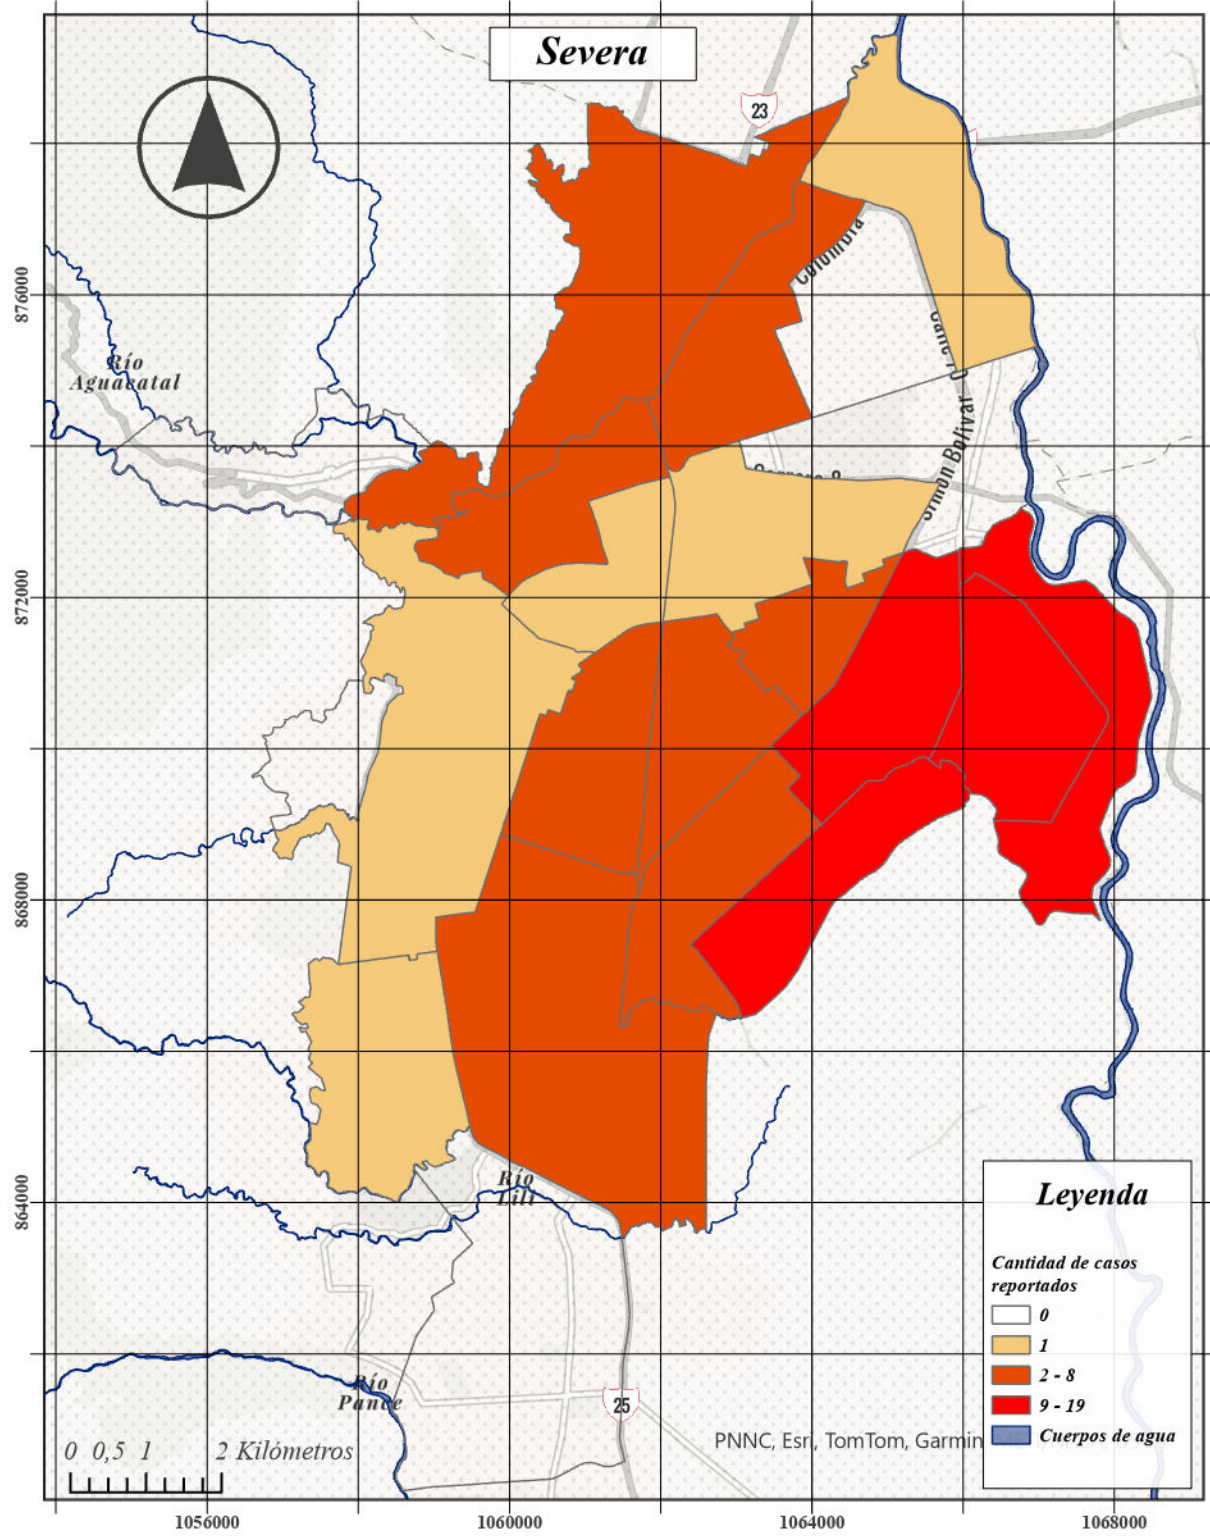 Severa
23
Colombia
876000
Río
Aguacatal
Simón Bolívar
872000
868000
864000
Río
Lili
Leyenda
Cantidad de casos
reportados
0
1
2 - 8
9 - 19
Cuerpos de agua
Río
Pance
25
0 0,5 1 2 Kilómetros
PNNC, Esri, TomTom, Garmin
1056000 1060000 1064000 1068000